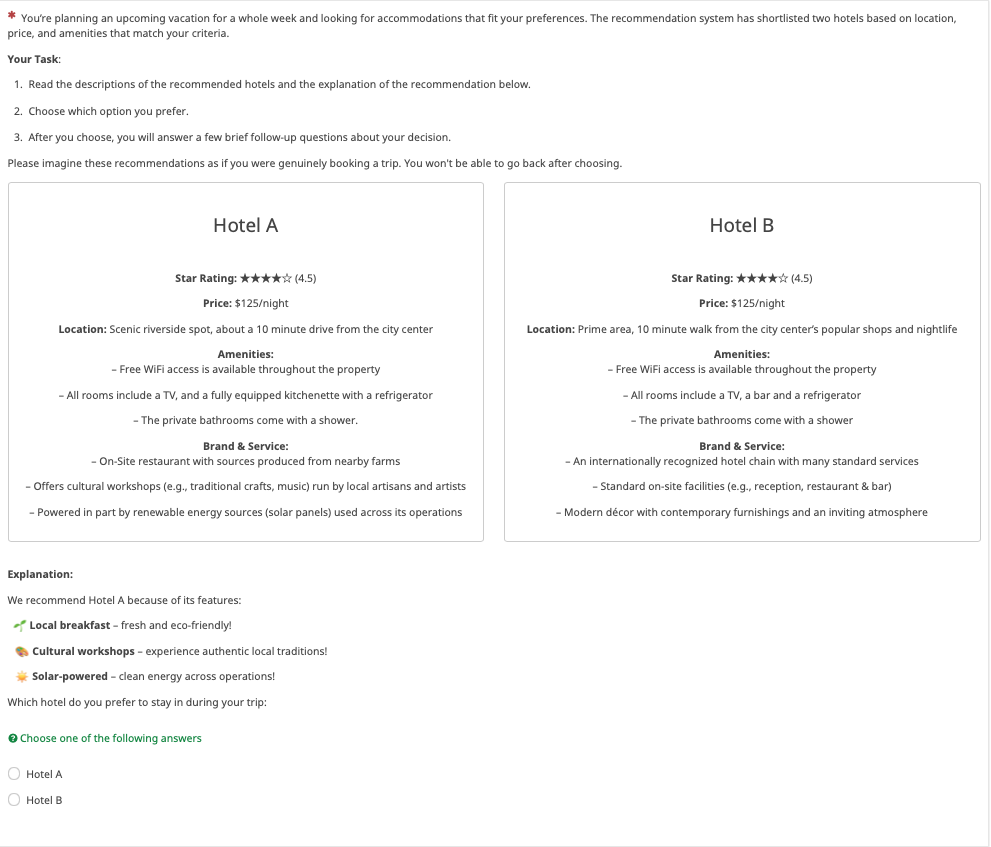 * You're planning an upcoming vacation for a whole week and looking for accommodations that fit your preferences. The recommendation system has shortlisted two hotels based on location,
price, and amenities that match your criteria.
Your Task:
1. Read the descriptions of the recommended hotels and the explanation of the recommendation below.
2. Choose which option you prefer.
3. After you choose, you will answer a few brief follow-up questions about your decision.
Please imagine these recommendations as if you were genuinely booking a trip. You won't be able to go back after choosing.
Hotel A
Star Rating: ★★★★☆ (4.5)
Price: $125/night
Location: Scenic riverside spot, about a 10 minute drive from the city center
Amenities:
– Free WiFi access is available throughout the property
– All rooms include a TV, and a fully equipped kitchenette with a refrigerator
– The private bathrooms come with a shower.
Brand & Service:
– On-Site restaurant with sources produced from nearby farms
– Offers cultural workshops (e.g., traditional crafts, music) run by local artisans and artists
– Powered in part by renewable energy sources (solar panels) used across its operations
Hotel B
Star Rating: ★★★★☆ (4.5)
Price: $125/night
Location: Prime area, 10 minute walk from the city center's popular shops and nightlife
Amenities:
– Free WiFi access is available throughout the property
– All rooms include a TV, a bar and a refrigerator
– The private bathrooms come with a shower
Brand & Service:
– An internationally recognized hotel chain with many standard services
– Standard on-site facilities (e.g., reception, restaurant & bar)
– Modern décor with contemporary furnishings and an inviting atmosphere
Explanation:
We recommend Hotel A because of its features:
🌱 Local breakfast – fresh and eco-friendly!
🎨 Cultural workshops – experience authentic local traditions!
☀️ Solar-powered – clean energy across operations!
Which hotel do you prefer to stay in during your trip:
Choose one of the following answers
Hotel A
Hotel B